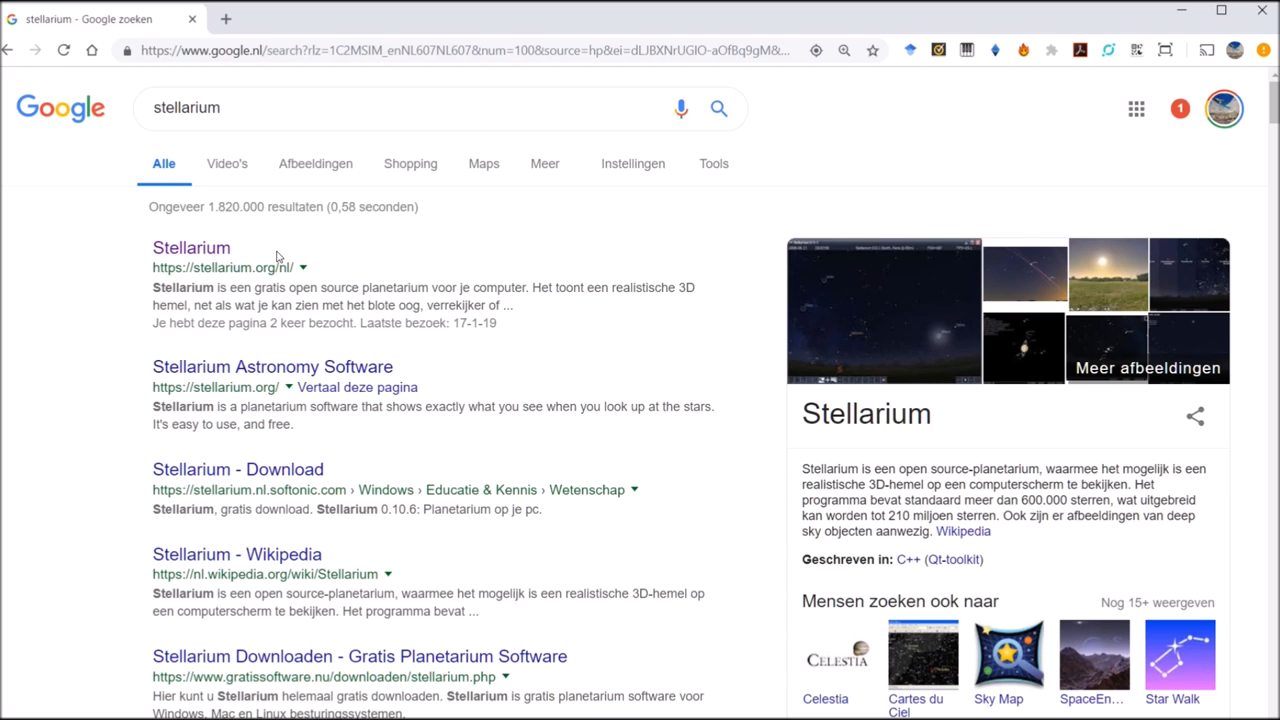 stellarium - Google zoeken
https://www.google.nl/search?rlz=1C2MSIM_enNL607NL607&num=100&source=hp&ei=dLJBXNrUGIO-aOfBq9gM&...
Google
stellarium
1
Alle Video's Afbeeldingen Shopping Maps Meer Instellingen Tools
Ongeveer 1.820.000 resultaten (0,58 seconden)
Stellarium
https://stellarium.org/nl/
Stellarium is een gratis open source planetarium voor je computer. Het toont een realistische 3D
hemel, net als wat je kan zien met het blote oog, verrekijker of ...
Je hebt deze pagina 2 keer bezocht. Laatste bezoek: 17-1-19
Stellarium Astronomy Software
https://stellarium.org/ Vertaal deze pagina
Stellarium is a planetarium software that shows exactly what you see when you look up at the stars.
It's easy to use, and free.
Stellarium - Download
https://stellarium.nl.softonic.com › Windows › Educatie & Kennis › Wetenschap
Stellarium, gratis download. Stellarium 0.10.6: Planetarium op je pc.
Stellarium - Wikipedia
https://nl.wikipedia.org/wiki/Stellarium
Stellarium is een open source-planetarium, waarmee het mogelijk is een realistische 3D-hemel op
een computerscherm te bekijken. Het programma bevat ...
Stellarium Downloaden - Gratis Planetarium Software
https://www.gratissoftware.nu/downloaden/stellarium.php
Hier kunt u Stellarium helemaal gratis downloaden. Stellarium is gratis planetarium software voor
Windows, Mac en Linux besturingssystemen.
Meer afbeeldingen
Stellarium
Stellarium is een open source-planetarium, waarmee het mogelijk is een
realistische 3D-hemel op een computerscherm te bekijken. Het
programma bevat standaard meer dan 600.000 sterren, wat uitgebreid
kan worden tot 210 miljoen sterren. Ook zijn er afbeeldingen van deep
sky objecten aanwezig. Wikipedia
Geschreven in: C++ (Qt-toolkit)
Mensen zoeken ook naar Nog 15+ weergeven
CELESTIA
Celestia Cartes du Sky Map SpaceEn... Star Walk
Ciel